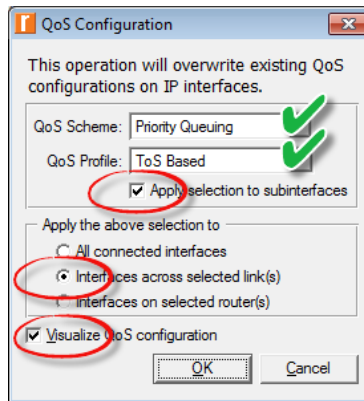 QoS Configuration
This operation will overwrite existing QoS
configurations on IP interfaces.
QoS Scheme: Priority Queuing
QoS Profile: ToS Based
Apply selection to subinterfaces
Apply the above selection to
All connected interfaces
Interfaces across selected link(s)
Interfaces on selected router(s)
Visualize QoS configuration
OK Cancel